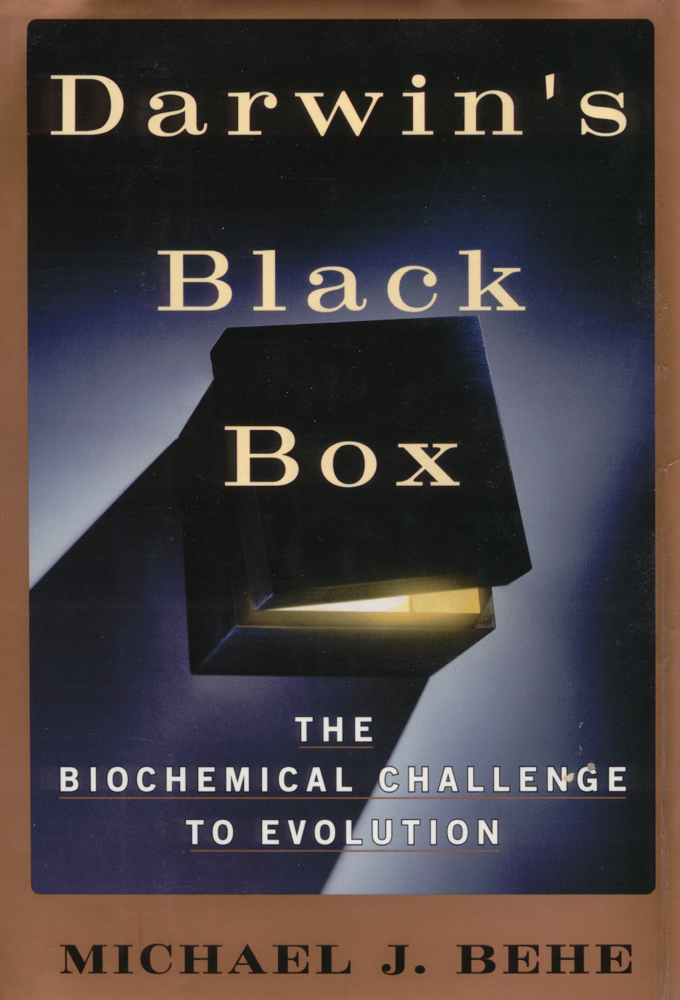 Darwin's
Black
Box
THE
BIOCHEMICAL CHALLENGE
TO EVOLUTION
MICHAEL J. BEHE